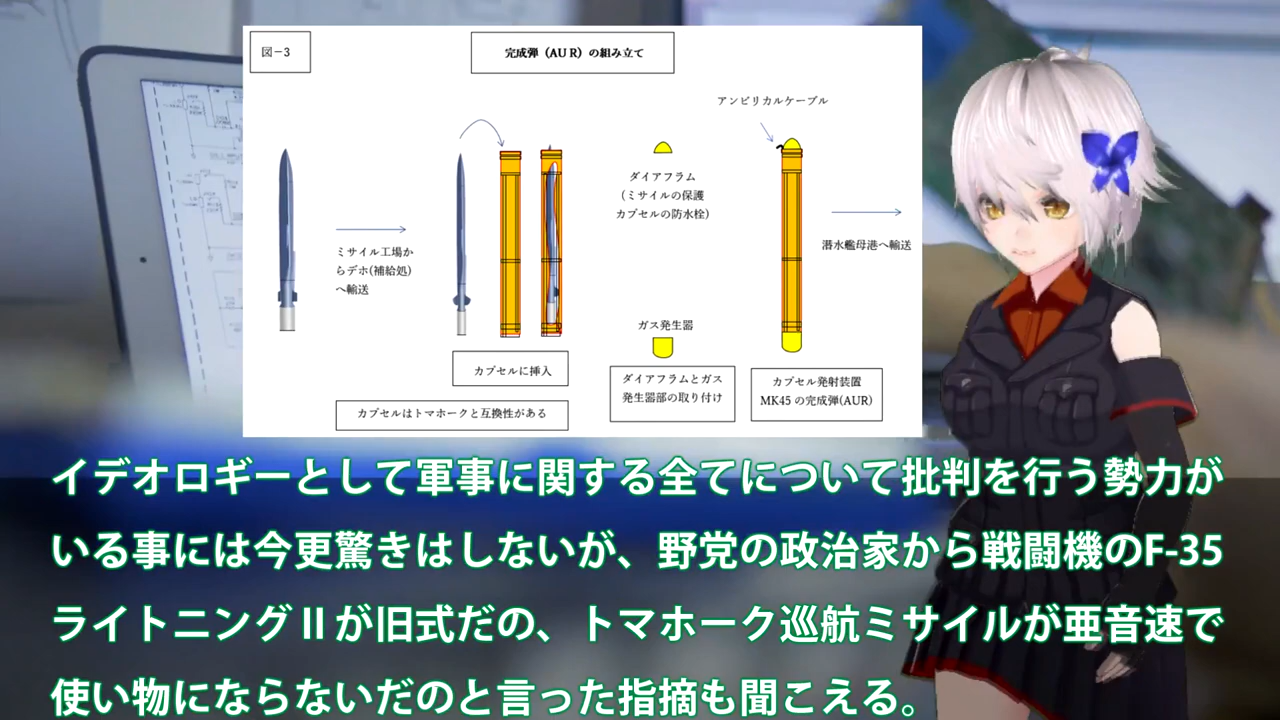 図－3
完成弾（AU R）の組み立て
アンビリカルケーブル
ダイアフラム
(ミサイルの保護
カプセルの防水栓)
ミサイル工場か
らデポ(補給処)
へ輸送
潜水艦母港へ輸送
ガス発生器
カプセルに挿入
ダイアフラムとガス
発生器部の取り付け
カプセル発射装置
MK45 の完成弾(AUR)
カプセルはトマホークと互換性がある
イデオロギーとして軍事に関する全てについて批判を行う勢力が
いる事には今更驚きはしないが、野党の政治家から戦闘機のF-35
ライトニングⅡが旧式だの、トマホーク巡航ミサイルが亜音速で
使い物にならないだのと言った指摘も聞こえる。